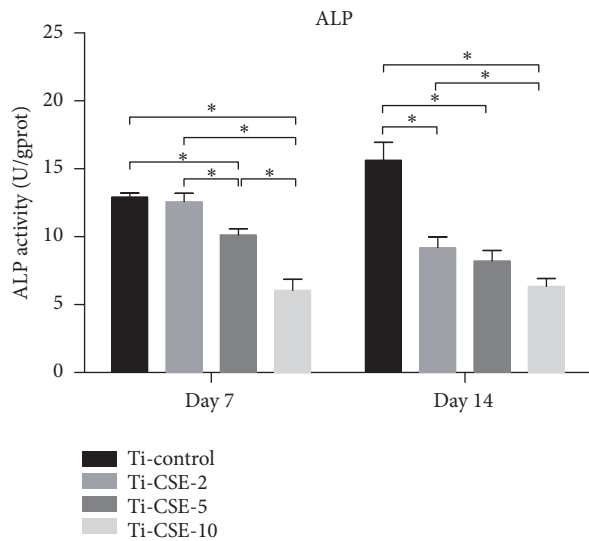 ALP
ALP activity (U/gprot)
25
20
15
10
5
0
* * * * *
* * * *
Day 7 Day 14
Ti-control
Ti-CSE-2
Ti-CSE-5
Ti-CSE-10